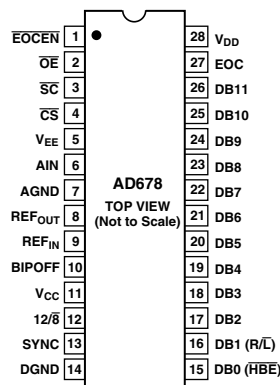 EOCEN 1 28 VDD
OE 2 27 EOC
SC 3 26 DB11
CS 4 25 DB10
VEE 5 24 DB9
AIN 6 23 DB8
AGND 7 22 DB7
REFOUT 8 21 DB6
REFIN 9 20 DB5
BIPOFF 10 19 DB4
VCC 11 18 DB3
12/8 12 17 DB2
SYNC 13 16 DB1 (R/L)
DGND 14 15 DB0 (HBE)
AD678
TOP VIEW
(Not to Scale)